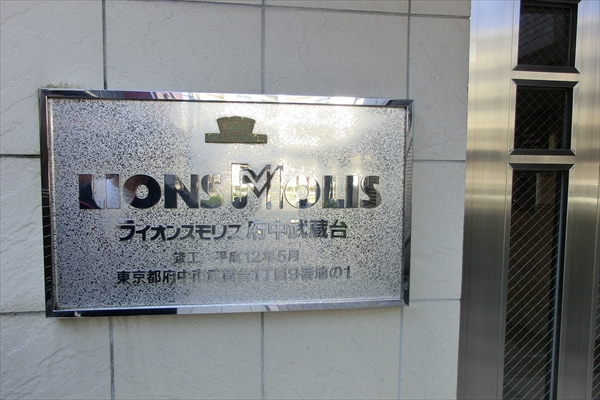 LIONS MOLIS
ライオンズモリス 府中武蔵台
竣工 平成12年5月
東京都府中市武蔵台1丁目9番地の1